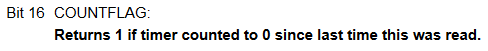 Bit 16 COUNTFLAG:
Returns 1 if timer counted to 0 since last time this was read.